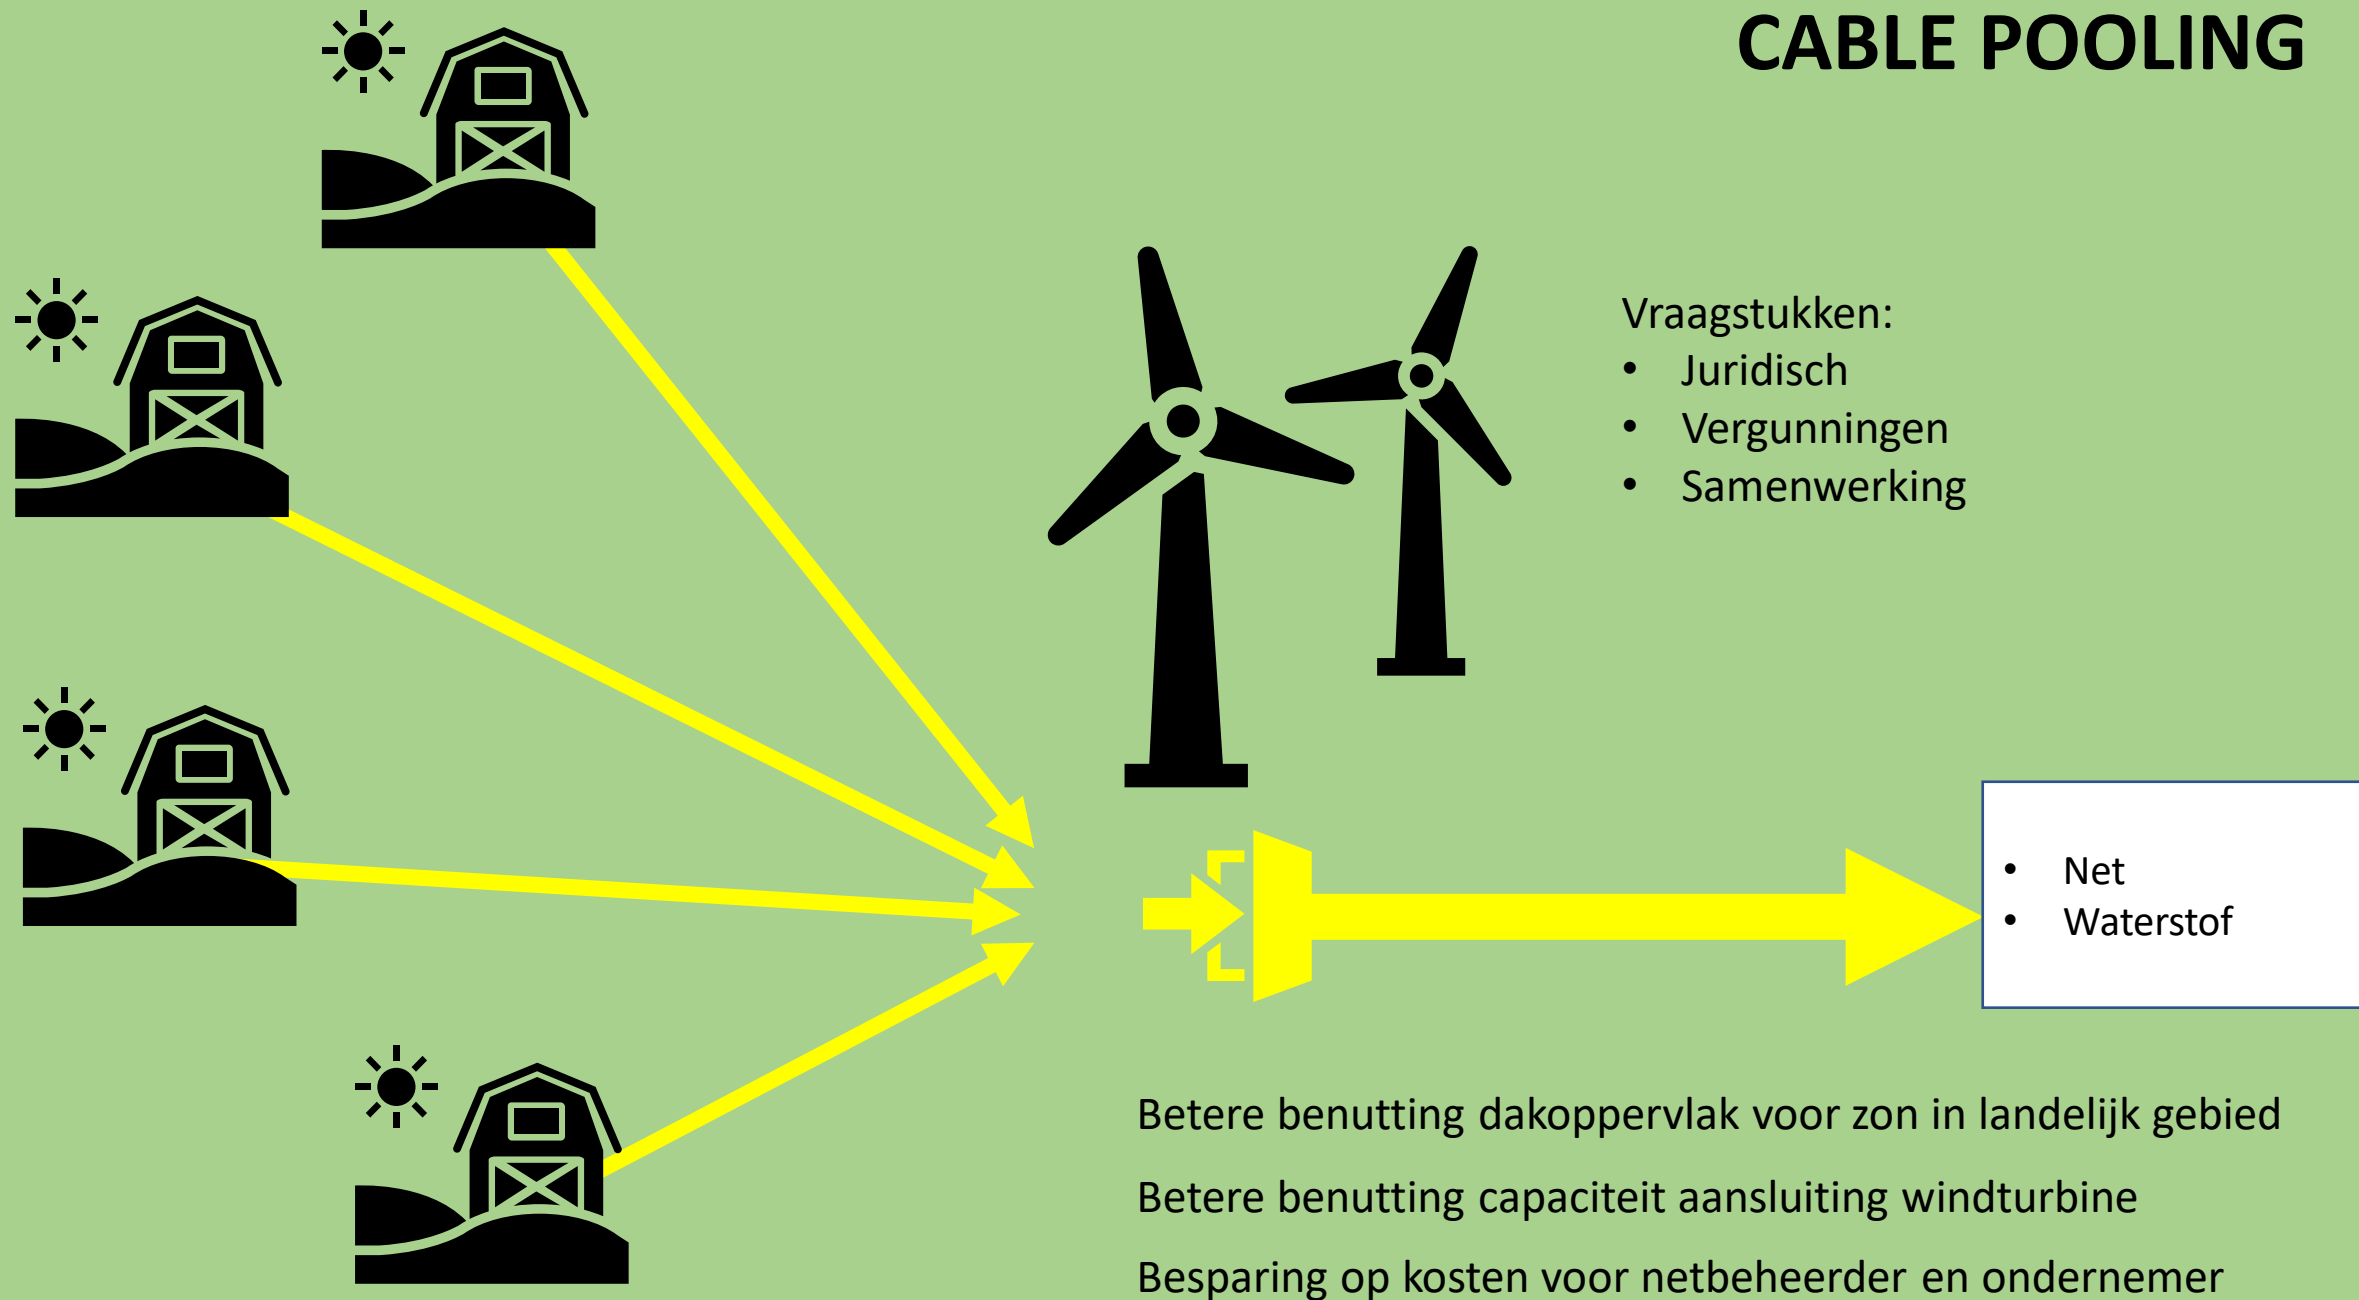 CABLE POOLING
Vraagstukken:
• Juridisch
• Vergunningen
• Samenwerking
• Net
• Waterstof
Betere benutting dakoppervlak voor zon in landelijk gebied
Betere benutting capaciteit aansluiting windturbine
Besparing op kosten voor netbeheerder en ondernemer